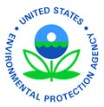 UNITED STATES
ENVIRONMENTAL PROTECTION AGENCY